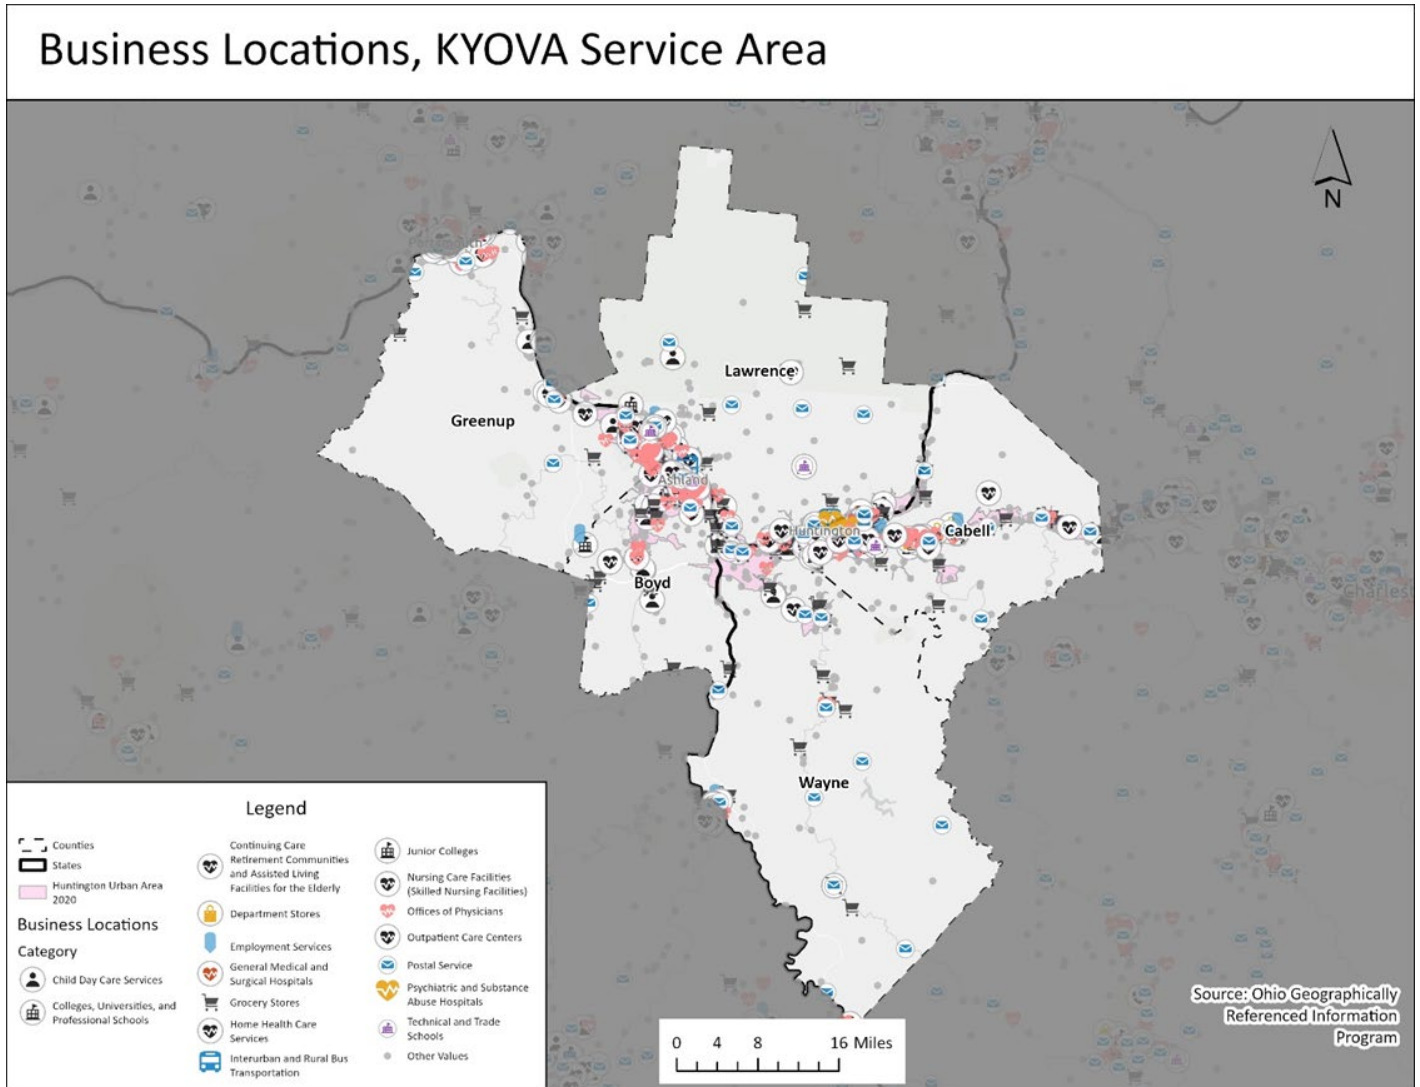 Business Locations, KYOVA Service Area
N
Portsmouth
Lawrence
Greenup
Ashland
Huntington
Cabell
Boyd
Charlest
Wayne
Legend
Counties
States
Huntington Urban Area
2020
Business Locations
Category
Child Day Care Services
Colleges, Universities, and
Professional Schools
Continuing Care
Retirement Communities
and Assisted Living
Facilities for the Elderly
Department Stores
Employment Services
General Medical and
Surgical Hospitals
Grocery Stores
Home Health Care
Services
Interurban and Rural Bus
Transportation
Junior Colleges
Nursing Care Facilities
(Skilled Nursing Facilities)
Offices of Physicians
Outpatient Care Centers
Postal Service
Psychiatric and Substance
Abuse Hospitals
Technical and Trade
Schools
Other Values
0 4 8 16 Miles
Source: Ohio Geographically
Referenced Information
Program